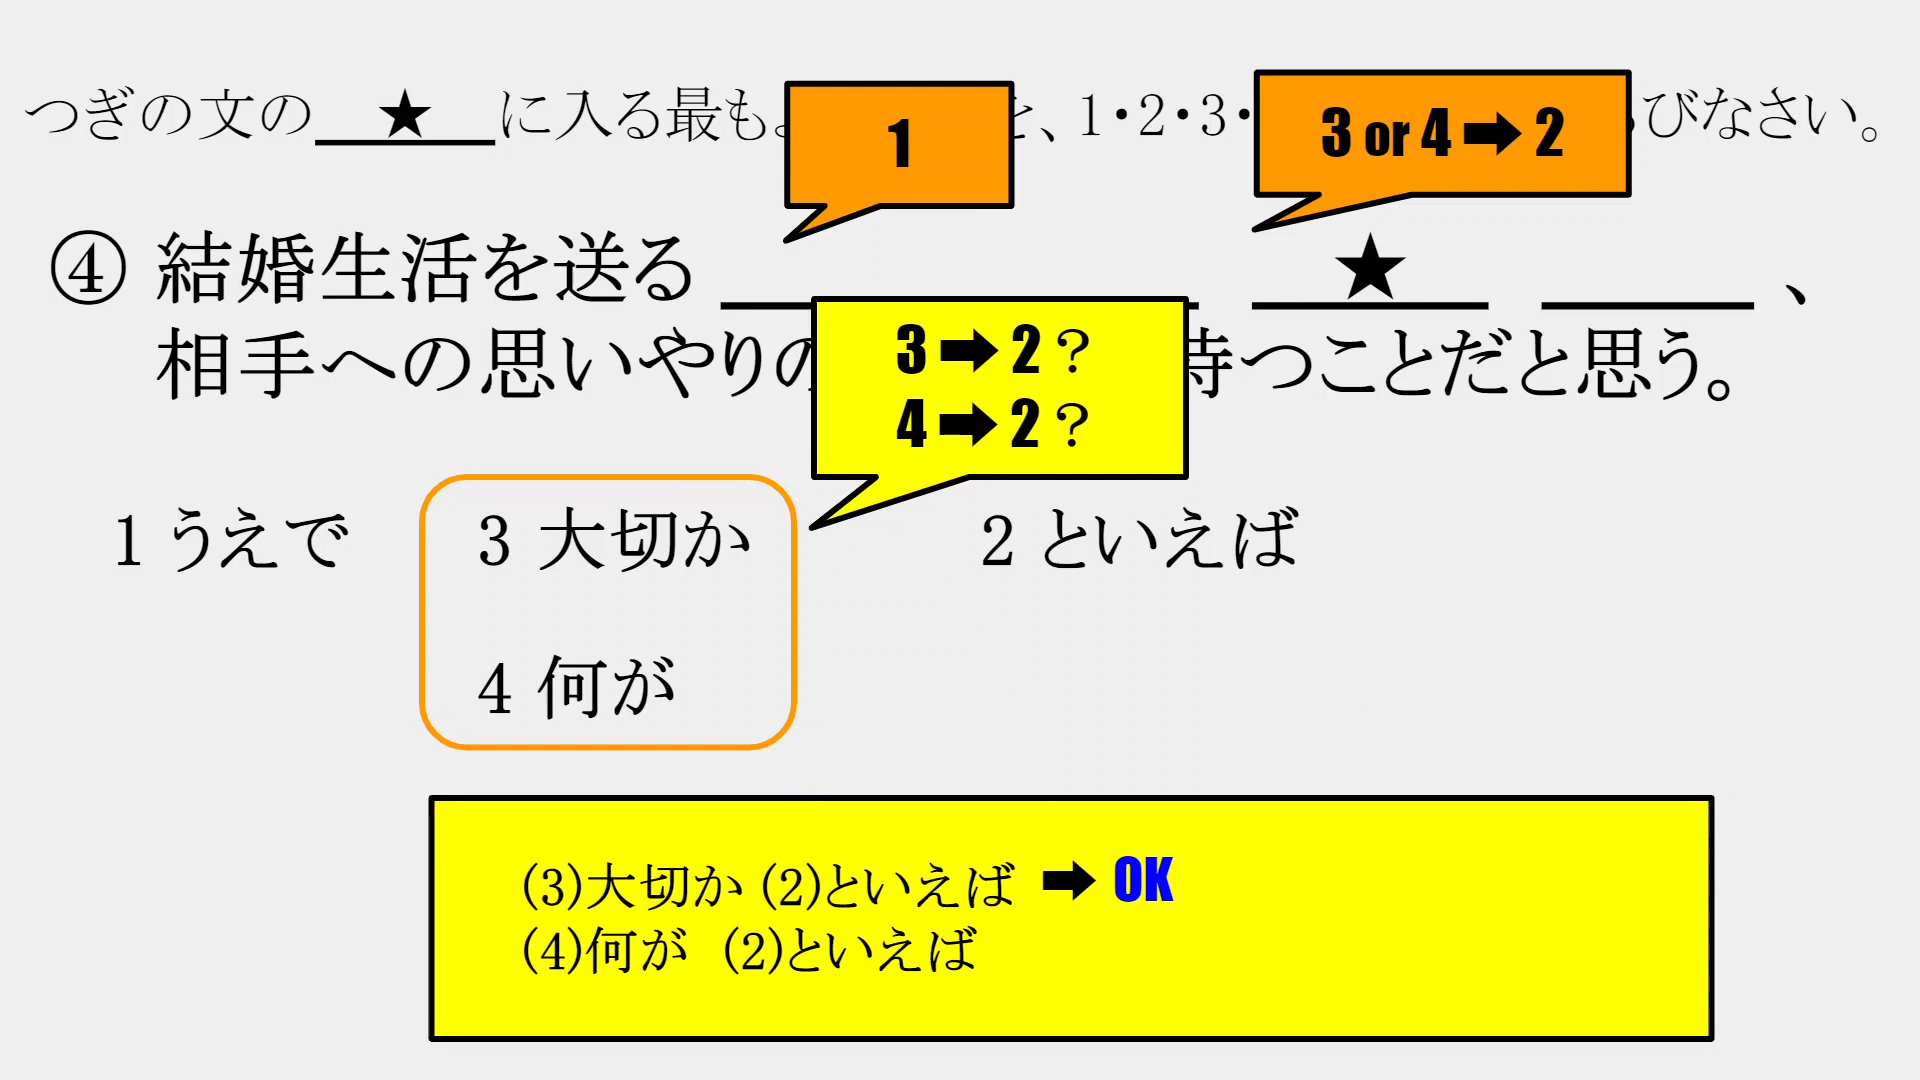 つぎの文の ★ に入る最も 、1・2・3・ びなさい。
1
3 or 4 ➡ 2
④ 結婚生活を送る ★ 、
相手への思いやり 待つことだと思う。
3 ➡ 2?
4 ➡ 2?
1 うえで 3 大切か 2 といえば
4 何が
(3)大切か (2)といえば ➡ OK
(4)何が (2)といえば